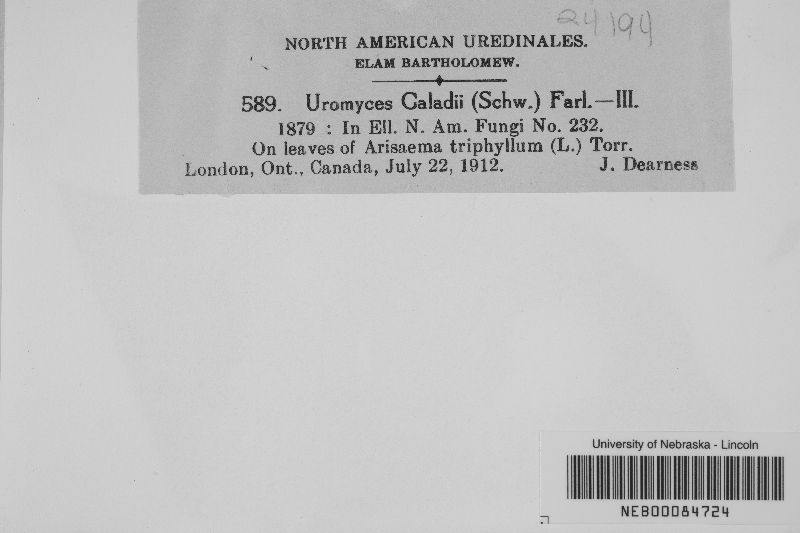 24194
NORTH AMERICAN UREDINALES.
ELAM BARTHOLOMEW.
589. Uromyces Caladii (Schw.) Farl.—III.
1879 : In Ell. N. Am. Fungi No. 232.
On leaves of Arisaema triphyllum (L.) Torr.
London, Ont., Canada, July 22, 1912. J. Dearness
University of Nebraska - Lincoln
NEB00084724